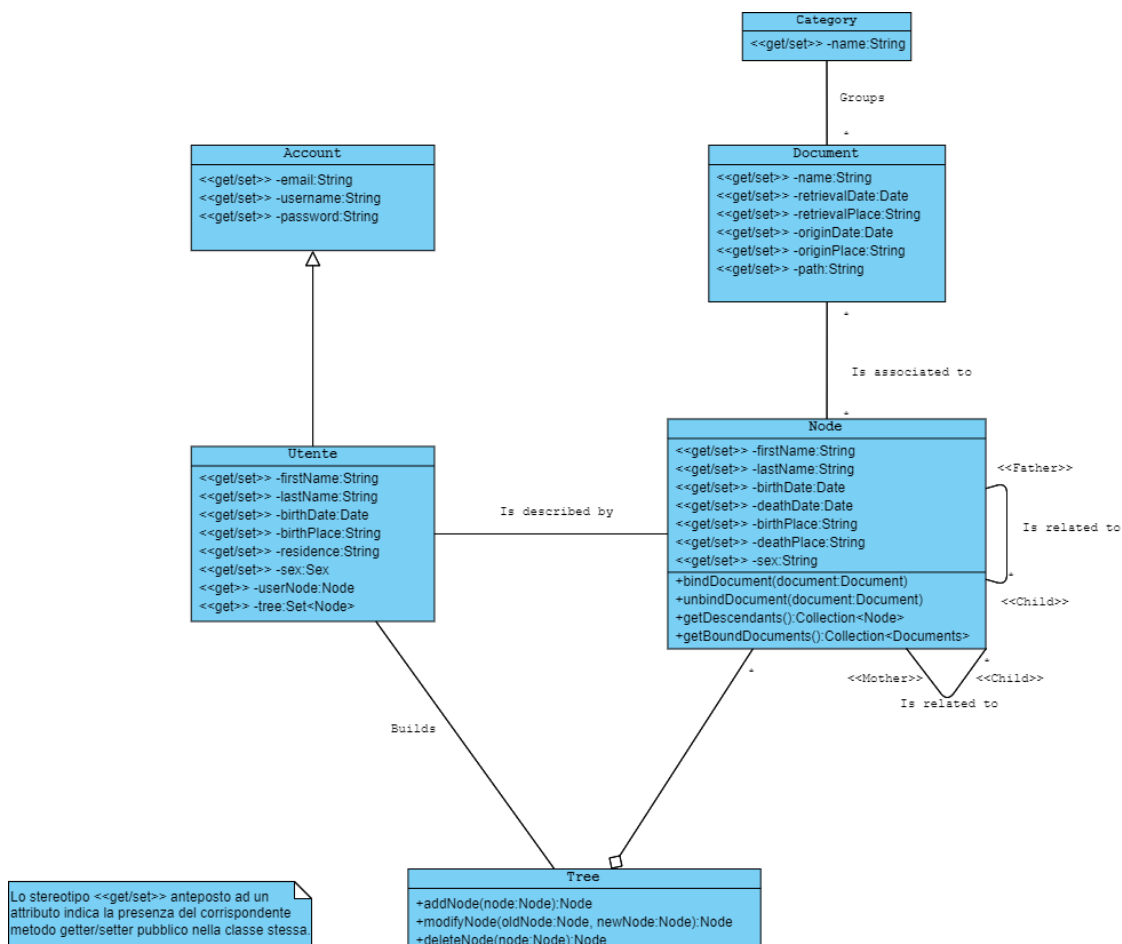 Category
<<get/set>> -name:String
Groups
*
Account
<<get/set>> -email:String
<<get/set>> -username:String
<<get/set>> -password:String
Document
<<get/set>> -name:String
<<get/set>> -retrievalDate:Date
<<get/set>> -retrievalPlace:String
<<get/set>> -originDate:Date
<<get/set>> -originPlace:String
<<get/set>> -path:String
*
Is associated to
*
Utente
<<get/set>> -firstName:String
<<get/set>> -lastName:String
<<get/set>> -birthDate:Date
<<get/set>> -birthPlace:String
<<get/set>> -residence:String
<<get/set>> -sex:Sex
<<get>> -userNode:Node
<<get>> -tree:Set<Node>
Is described by
Node
<<get/set>> -firstName:String
<<get/set>> -lastName:String
<<get/set>> -birthDate:Date
<<get/set>> -deathDate:Date
<<get/set>> -birthPlace:String
<<get/set>> -deathPlace:String
<<get/set>> -sex:String
+bindDocument(document:Document)
+unbindDocument(document:Document)
+getDescendants():Collection<Node>
+getBoundDocuments():Collection<Documents>
<<Father>>
Is related to
*
<<Child>>
*
*
<<Mother>>
<<Child>>
Is related to
Builds
Tree
+addNode(node:Node):Node
+modifyNode(oldNode:Node, newNode:Node):Node
+deleteNode(node:Node):Node
Lo stereotipo <<get/set>> anteposto ad un
attributo indica la presenza del corrispondente
metodo getter/setter pubblico nella classe stessa.